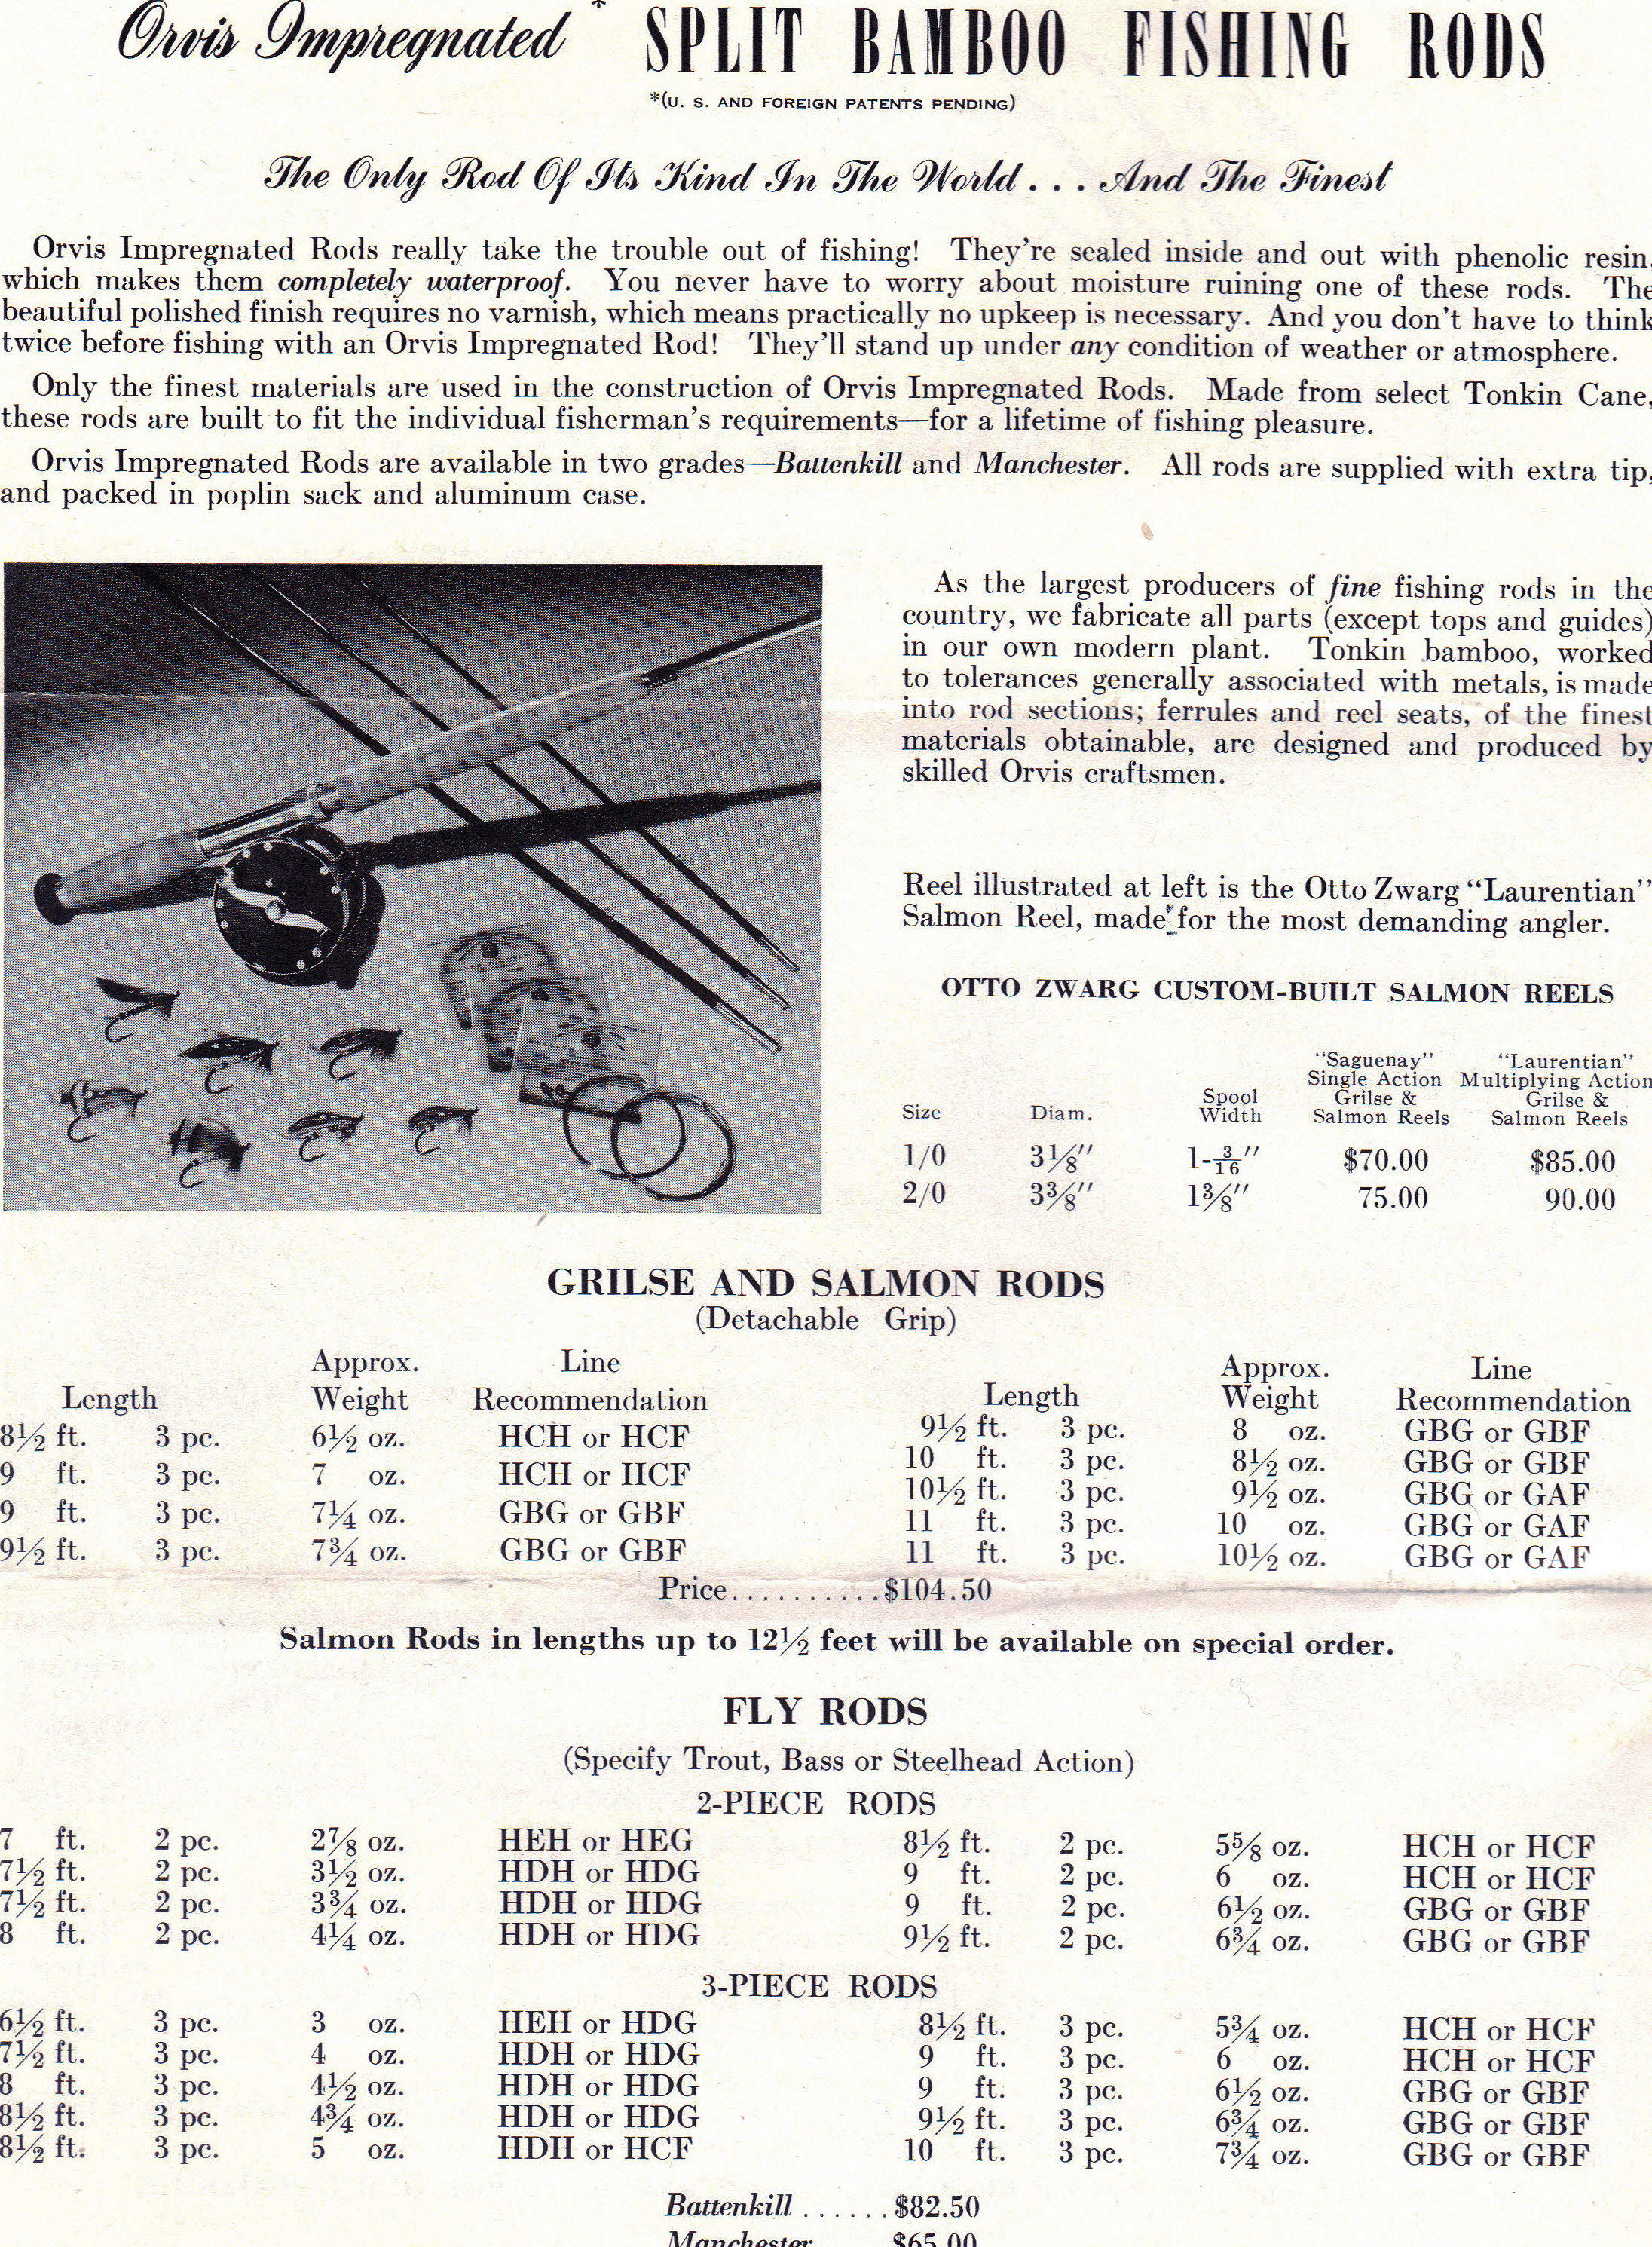 Orvis Impregnated * SPLIT BAMBOO FISHING RODS
*(U. S. AND FOREIGN PATENTS PENDING)
The Only Rod Of Its Kind In The World . . . And The Finest
Orvis Impregnated Rods really take the trouble out of fishing! They're sealed inside and out with phenolic resin,
which makes them completely waterproof. You never have to worry about moisture ruining one of these rods. The
beautiful polished finish requires no varnish, which means practically no upkeep is necessary. And you don't have to think
twice before fishing with an Orvis Impregnated Rod! They'll stand up under any condition of weather or atmosphere.
Only the finest materials are used in the construction of Orvis Impregnated Rods. Made from select Tonkin Cane,
these rods are built to fit the individual fisherman's requirements—for a lifetime of fishing pleasure.
Orvis Impregnated Rods are available in two grades—Battenkill and Manchester. All rods are supplied with extra tip,
and packed in poplin sack and aluminum case.
As the largest producers of fine fishing rods in the
country, we fabricate all parts (except tops and guides)
in our own modern plant. Tonkin bamboo, worked
to tolerances generally associated with metals, is made
into rod sections; ferrules and reel seats, of the finest
materials obtainable, are designed and produced by
skilled Orvis craftsmen.
Reel illustrated at left is the Otto Zwarg "Laurentian"
Salmon Reel, made for the most demanding angler.
OTTO ZWARG CUSTOM-BUILT SALMON REELS
"Saguenay" "Laurentian"
Single Action Multiplying Action
Spool Grilse & Grilse &
Size Diam. Width Salmon Reels Salmon Reels
1/0 3⅛" 1-3/16" $70.00 $85.00
2/0 3⅜" 1⅜" 75.00 90.00
GRILSE AND SALMON RODS
(Detachable Grip)
Approx. Line Approx. Line
Length Weight Recommendation Length Weight Recommendation
8½ ft. 3 pc. 6½ oz. HCH or HCF 9½ ft. 3 pc. 8 oz. GBG or GBF
9 ft. 3 pc. 7 oz. HCH or HCF 10 ft. 3 pc. 8½ oz. GBG or GBF
9 ft. 3 pc. 7¼ oz. GBG or GBF 10½ ft. 3 pc. 9½ oz. GBG or GAF
9½ ft. 3 pc. 7¾ oz. GBG or GBF 11 ft. 3 pc. 10 oz. GBG or GAF
11 ft. 3 pc. 10½ oz. GBG or GAF
Price..........$104.50
Salmon Rods in lengths up to 12½ feet will be available on special order.
FLY RODS
(Specify Trout, Bass or Steelhead Action)
2-PIECE RODS
7 ft. 2 pc. 2⅞ oz. HEH or HEG 8½ ft. 2 pc. 5⅝ oz. HCH or HCF
7½ ft. 2 pc. 3½ oz. HDH or HDG 9 ft. 2 pc. 6 oz. HCH or HCF
7½ ft. 2 pc. 3¾ oz. HDH or HDG 9 ft. 2 pc. 6½ oz. GBG or GBF
8 ft. 2 pc. 4¼ oz. HDH or HDG 9½ ft. 2 pc. 6¾ oz. GBG or GBF
3-PIECE RODS
6½ ft. 3 pc. 3 oz. HEH or HDG 8½ ft. 3 pc. 5¾ oz. HCH or HCF
7½ ft. 3 pc. 4 oz. HDH or HDG 9 ft. 3 pc. 6 oz. HCH or HCF
8 ft. 3 pc. 4½ oz. HDH or HDG 9 ft. 3 pc. 6½ oz. GBG or GBF
8½ ft. 3 pc. 4¾ oz. HDH or HDG 9½ ft. 3 pc. 6¾ oz. GBG or GBF
8½ ft. 3 pc. 5 oz. HDH or HCF 10 ft. 3 pc. 7¾ oz. GBG or GBF
Battenkill ......$82.50
Manchester $65.00